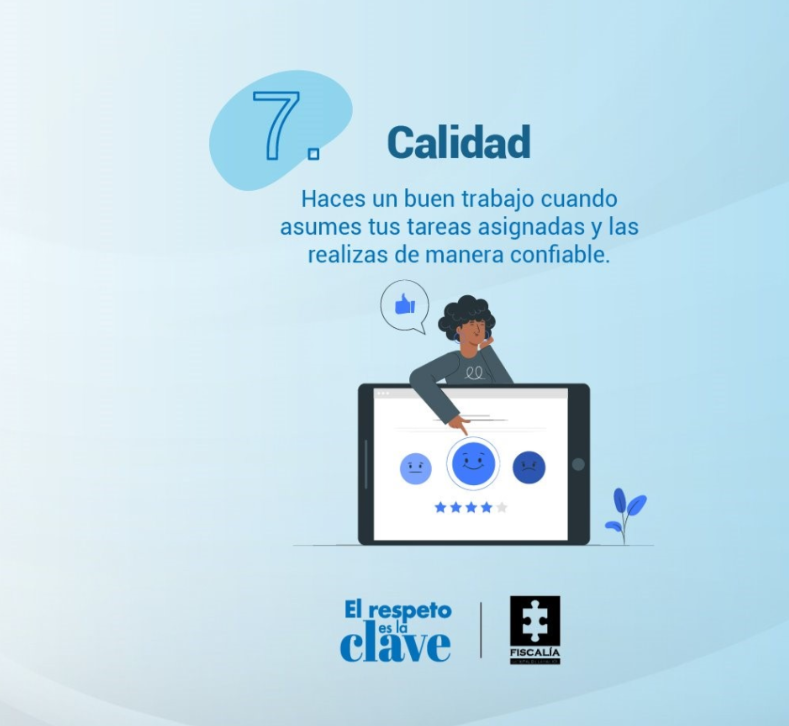 7. Calidad
Haces un buen trabajo cuando
asumes tus tareas asignadas y las
realizas de manera confiable.
El respeto
es la
clave
FISCALÍA